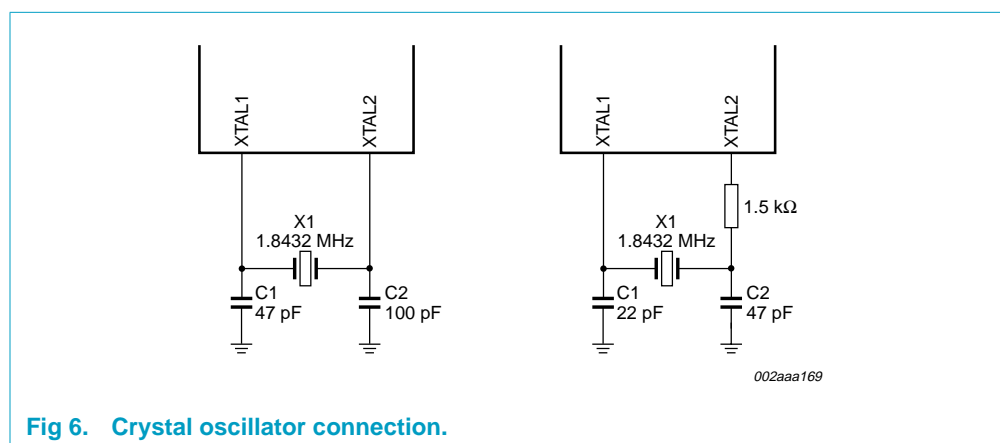 XTAL1
XTAL2
X1
1.8432 MHz
C1
47 pF
C2
100 pF
XTAL1
XTAL2
1.5 kΩ
X1
1.8432 MHz
C1
22 pF
C2
47 pF
002aaa169
Fig 6. Crystal oscillator connection.